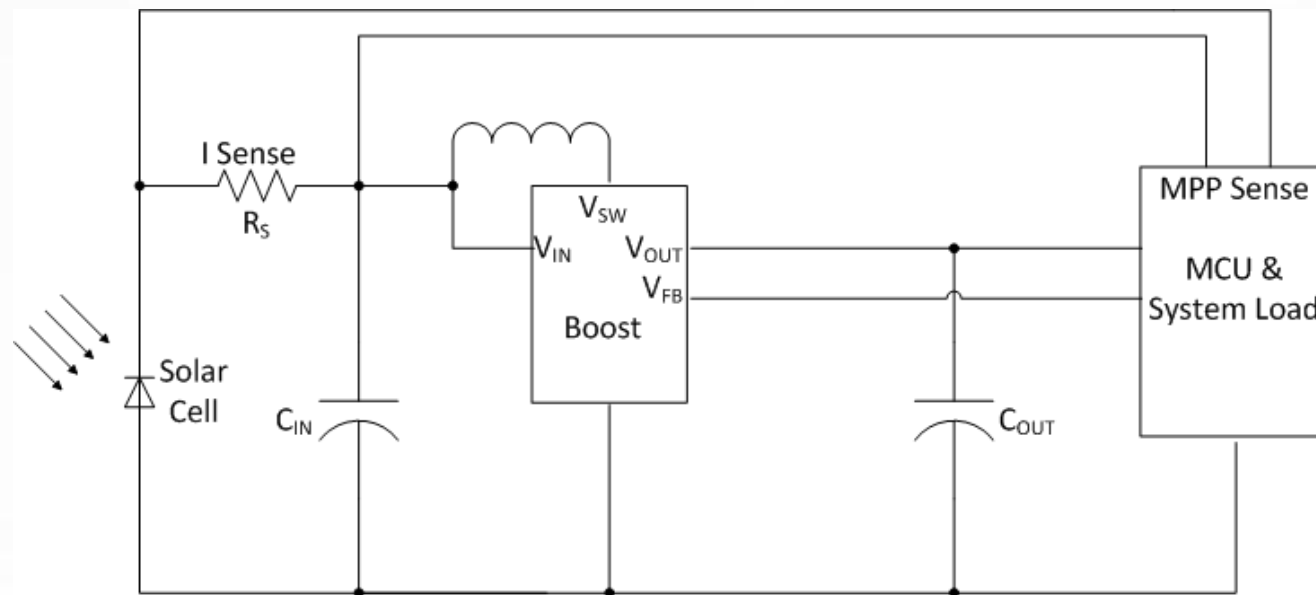 I Sense
R_S
MPP Sense
V_SW
V_IN
V_OUT
V_FB
Boost
MCU &
System Load
Solar
Cell
C_IN
C_OUT